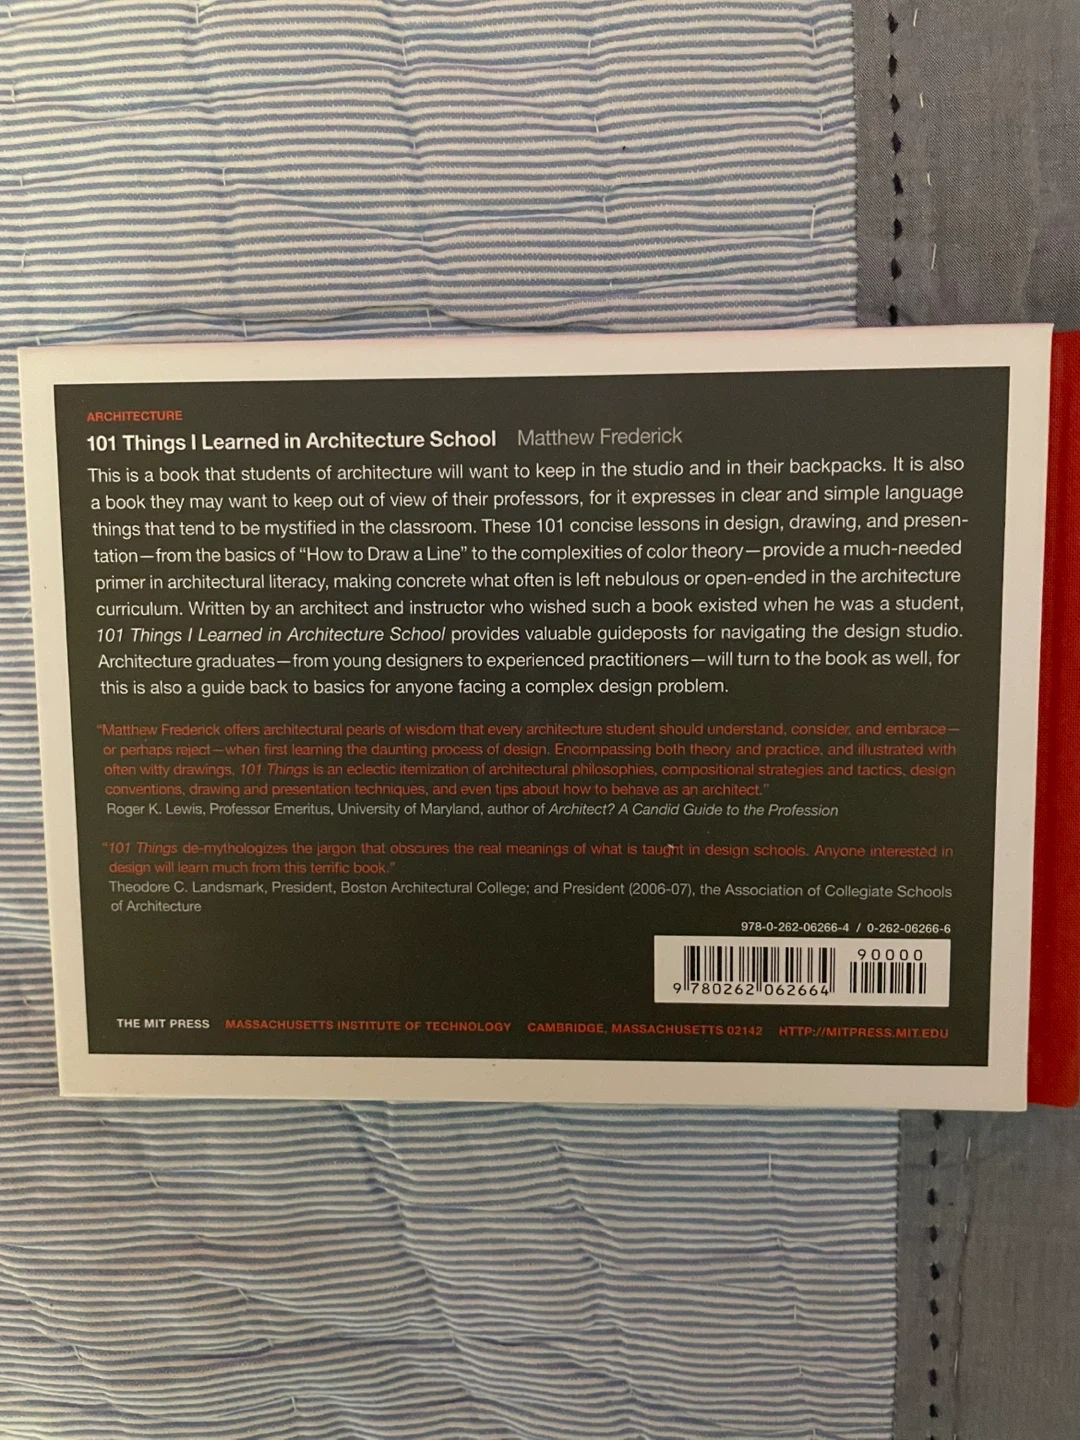 ARCHITECTURE
101 Things I Learned in Architecture School Matthew Frederick
This is a book that students of architecture will want to keep in the studio and in their backpacks. It is also
a book they may want to keep out of view of their professors, for it expresses in clear and simple language
things that tend to be mystified in the classroom. These 101 concise lessons in design, drawing, and presen-
tation—from the basics of “How to Draw a Line” to the complexities of color theory—provide a much-needed
primer in architectural literacy, making concrete what often is left nebulous or open-ended in the architecture
curriculum. Written by an architect and instructor who wished such a book existed when he was a student,
101 Things I Learned in Architecture School provides valuable guideposts for navigating the design studio.
Architecture graduates—from young designers to experienced practitioners—will turn to the book as well, for
this is also a guide back to basics for anyone facing a complex design problem.
“Matthew Frederick offers architectural pearls of wisdom that every architecture student should understand, consider, and embrace—
or perhaps reject—when first learning the daunting process of design. Encompassing both theory and practice, and illustrated with
often witty drawings, 101 Things is an eclectic itemization of architectural philosophies, compositional strategies and tactics, design
conventions, drawing and presentation techniques, and even tips about how to behave as an architect.”
Roger K. Lewis, Professor Emeritus, University of Maryland, author of Architect? A Candid Guide to the Profession
“101 Things de-mythologizes the jargon that obscures the real meanings of what is taught in design schools. Anyone interested in
design will learn much from this terrific book.”
Theodore C. Landsmark, President, Boston Architectural College; and President (2006-07), the Association of Collegiate Schools
of Architecture
978-0-262-06266-4 / 0-262-06266-6
90000
9 780262 062664
THE MIT PRESS MASSACHUSETTS INSTITUTE OF TECHNOLOGY CAMBRIDGE, MASSACHUSETTS 02142 HTTP://MITPRESS.MIT.EDU